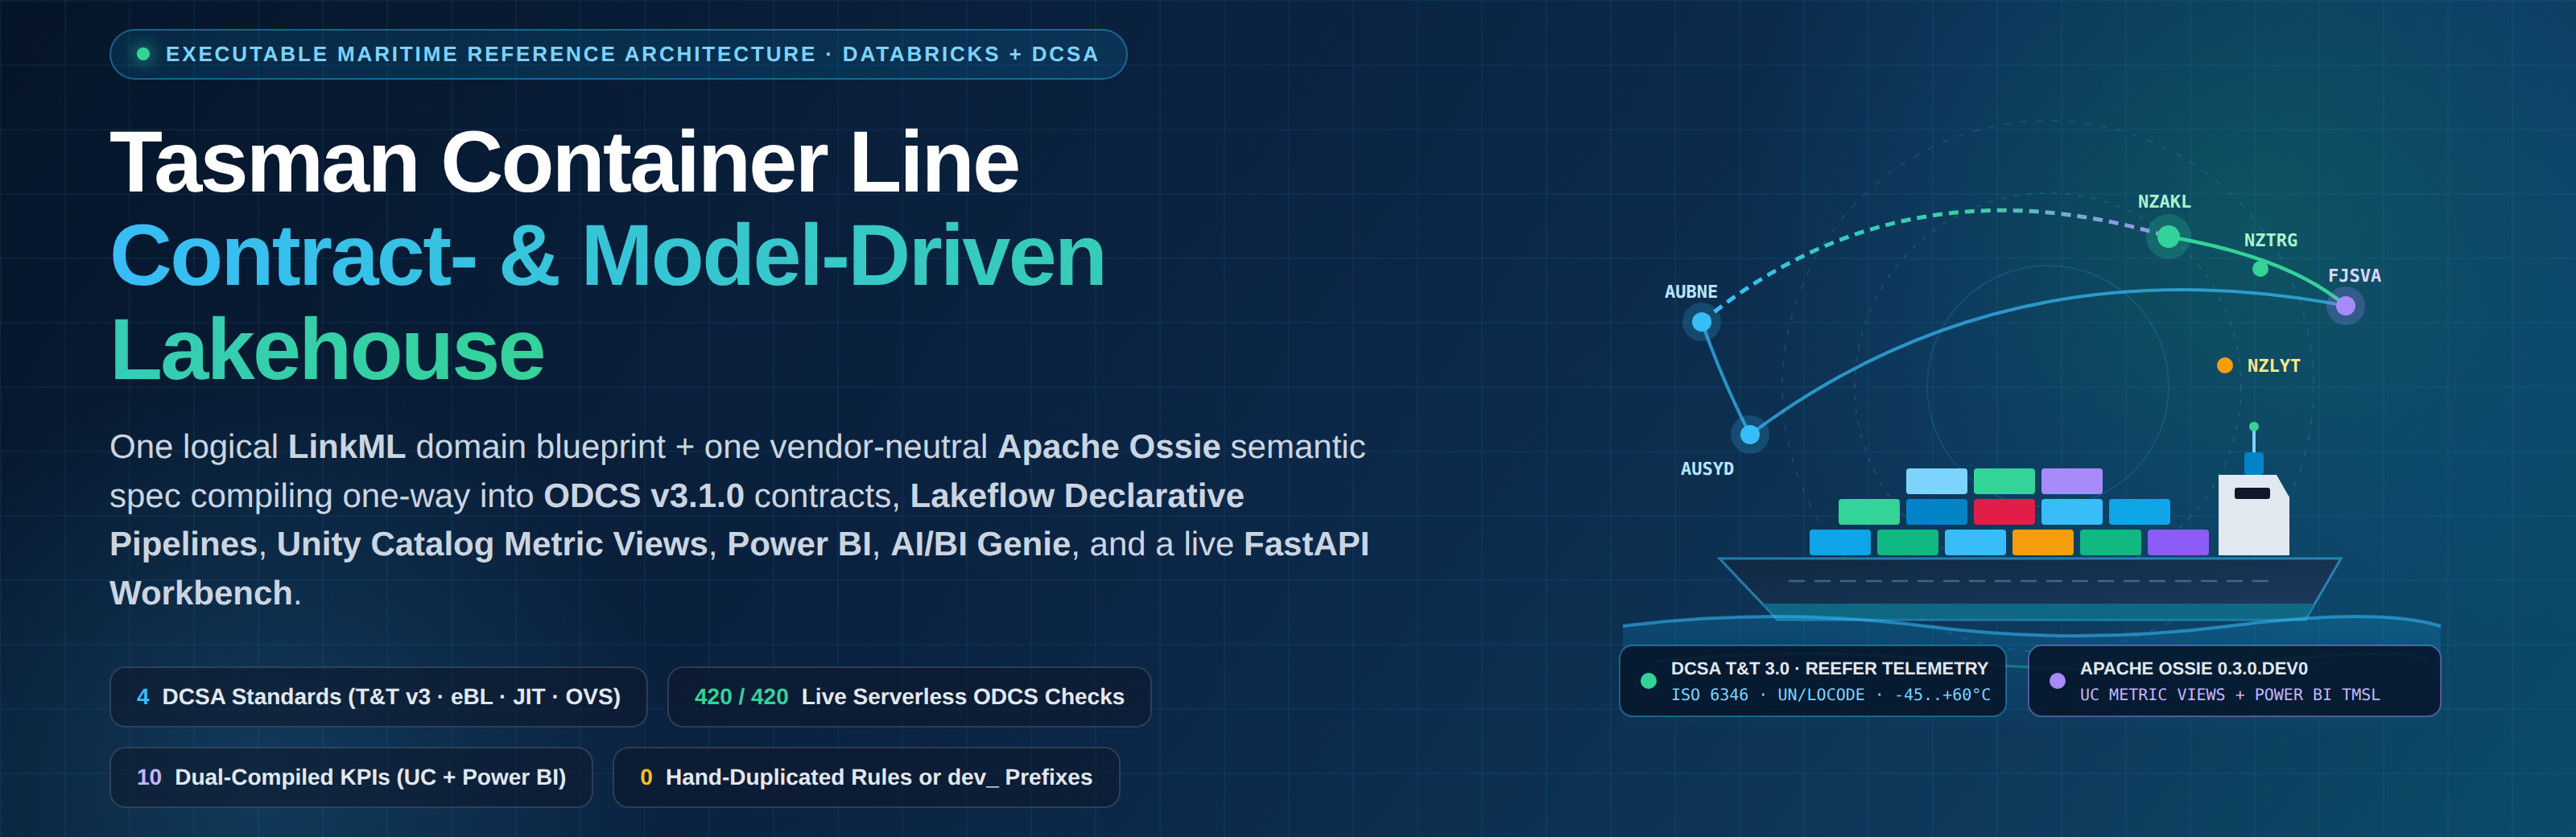 EXECUTABLE MARITIME REFERENCE ARCHITECTURE · DATABRICKS + DCSA
Tasman Container Line
Contract- & Model-Driven
Lakehouse
One logical LinkML domain blueprint + one vendor-neutral Apache Ossie semantic
spec compiling one-way into ODCS v3.1.0 contracts, Lakeflow Declarative
Pipelines, Unity Catalog Metric Views, Power BI, AI/BI Genie, and a live FastAPI
Workbench.
4 DCSA Standards (T&T v3 · eBL · JIT · OVS)
420 / 420 Live Serverless ODCS Checks
10 Dual-Compiled KPIs (UC + Power BI)
0 Hand-Duplicated Rules or dev_ Prefixes
NZAKL
NZTRG
FJSVA
AUBNE
NZLYT
AUSYD
DCSA T&T 3.0 · REEFER TELEMETRY
ISO 6346 · UN/LOCODE · -45..+60°C
APACHE OSSIE 0.3.0.DEV0
UC METRIC VIEWS + POWER BI TMSL